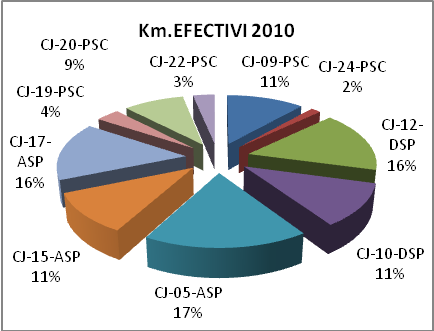 Km.EFECTIVI 2010
CJ-09-PSC
11%
CJ-24-PSC
2%
CJ-12-
DSP
16%
CJ-10-DSP
11%
CJ-05-ASP
17%
CJ-15-ASP
11%
CJ-17-
ASP
16%
CJ-19-PSC
4%
CJ-20-PSC
9%
CJ-22-PSC
3%